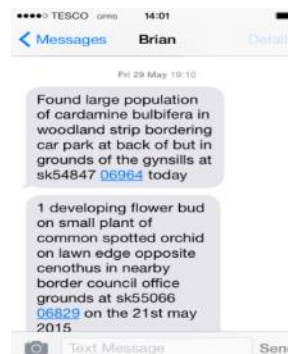 TESCO GPRS 14:01
Messages Brian Details
Fri 29 May 19:10
Found large population
of cardamine bulbifera in
woodland strip bordering
car park at back of but in
grounds of the gynsills at
sk54847 06964 today
1 developing flower bud
on small plant of
common spotted orchid
on lawn edge opposite
cenothus in nearby
border council office
grounds at sk55066
06829 on the 21st may
2015
Text Message Sen